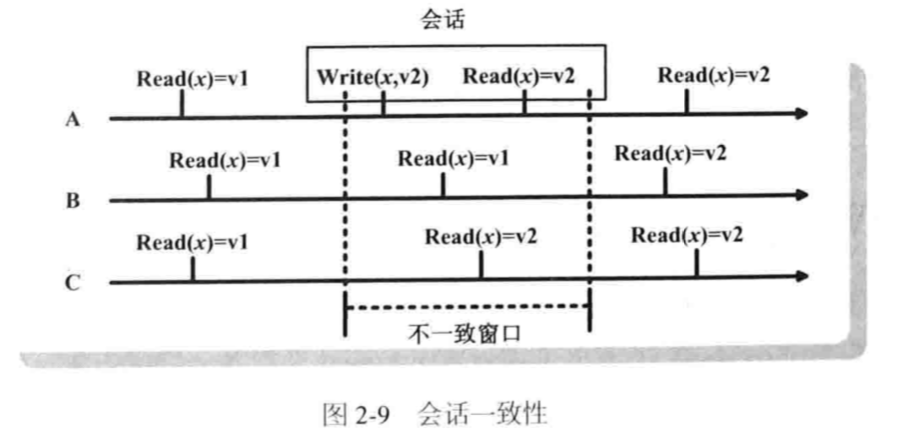 会话
Read(x)=v1 Write(x,v2) Read(x)=v2 Read(x)=v2
A
Read(x)=v1 Read(x)=v1 Read(x)=v2
B
Read(x)=v1 Read(x)=v2 Read(x)=v2
C
不一致窗口
图 2-9 会话一致性